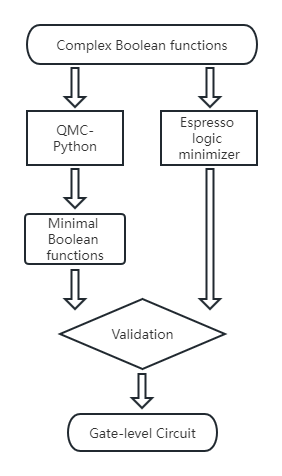 Complex Boolean functions
QMC-
Python
Espresso
logic
minimizer
Minimal
Boolean
functions
Validation
Gate-level Circuit